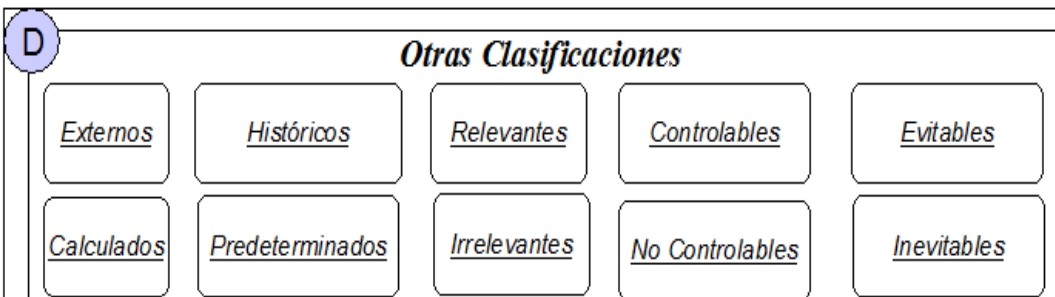 D
Otras Clasificaciones
Externos Históricos Relevantes Controlables Evitables
Calculados Predeterminados Irrelevantes No Controlables Inevitables